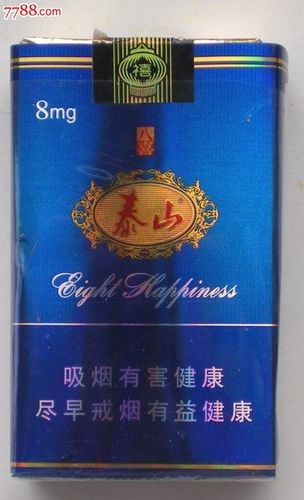 7788.com
禧
8mg
八喜
泰山
Eight Happiness
吸烟有害健康
尽早戒烟有益健康